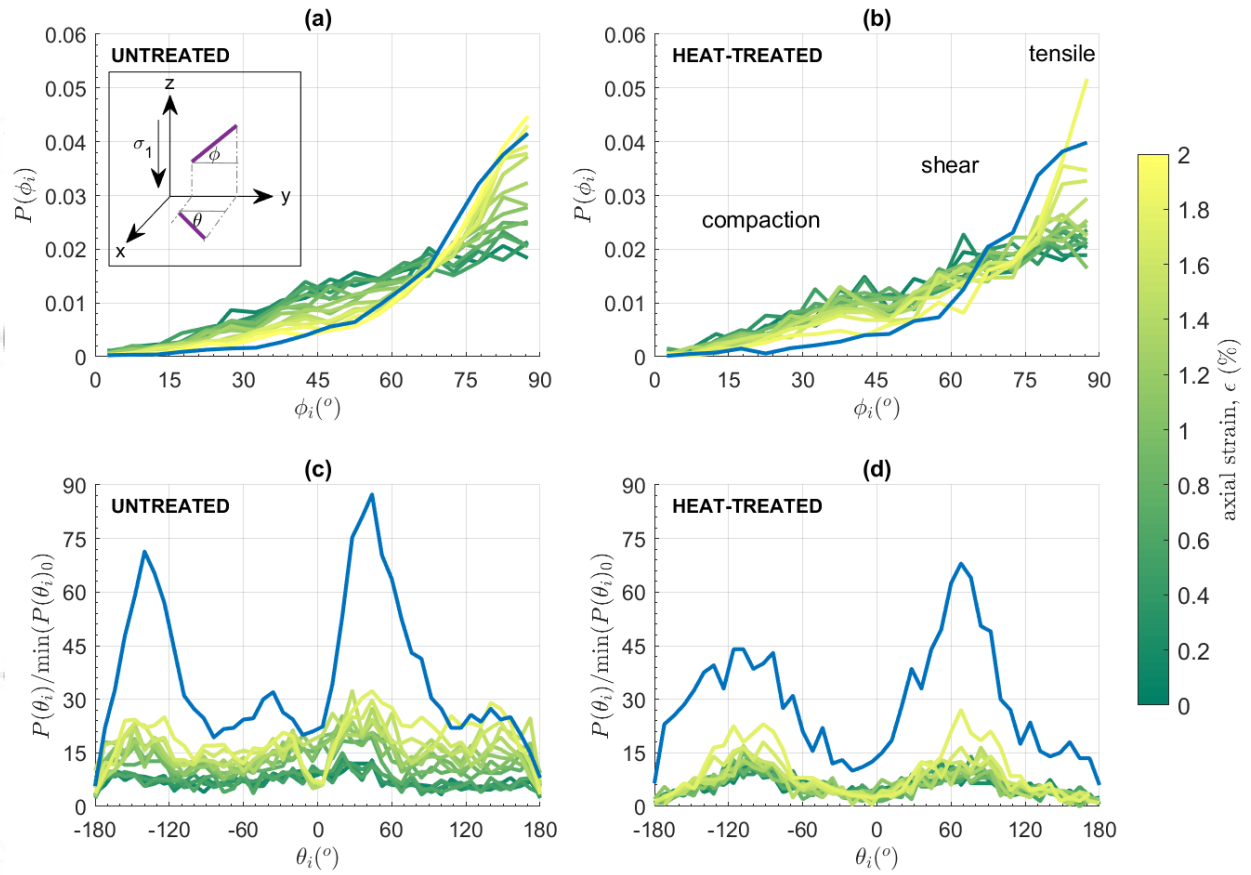 (a)
UNTREATED
0.06
0.05
0.04
0.03
0.02
0.01
0
P(ϕᵢ)
z
σ₁
ϕ
y
θ
x
0 15 30 45 60 75 90
ϕᵢ(ᵒ)
(b)
HEAT-TREATED
tensile
shear
compaction
0.06
0.05
0.04
0.03
0.02
0.01
0
P(ϕᵢ)
0 15 30 45 60 75 90
ϕᵢ(ᵒ)
(c)
UNTREATED
90
75
60
45
30
15
0
P(θᵢ)/min(P(θᵢ)₀)
-180 -120 -60 0 60 120 180
θᵢ(ᵒ)
(d)
HEAT-TREATED
90
75
60
45
30
15
0
P(θᵢ)/min(P(θᵢ)₀)
-180 -120 -60 0 60 120 180
θᵢ(ᵒ)
2
1.8
1.6
1.4
1.2
1
0.8
0.6
0.4
0.2
0
axial strain, ϵ (%)